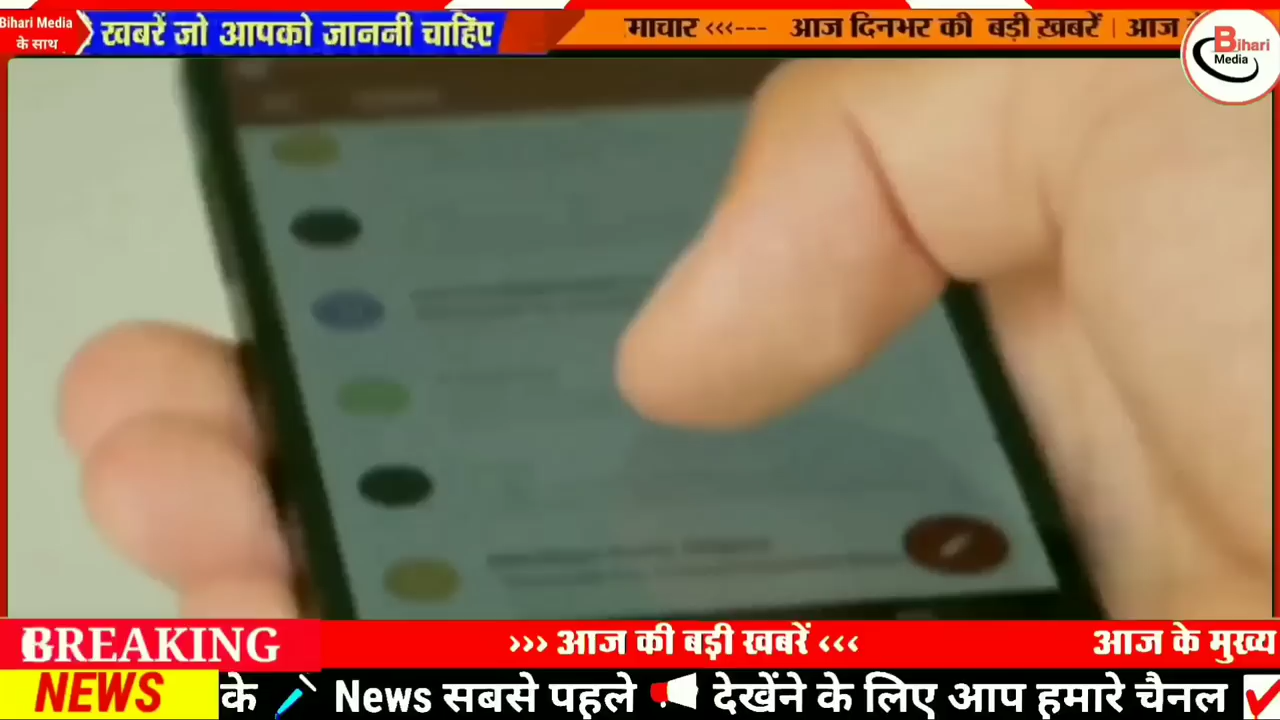 Bihari Media
के साथ
खबरें जो आपको जाननी चाहिए
माचार <<<--- आज दिनभर की बड़ी ख़बरें | आज
Bihari
Media
BREAKING
>>> आज की बड़ी खबरें <<<
आज के मुख्य
NEWS
के News सबसे पहले देखेंने के लिए आप हमारे चैनल